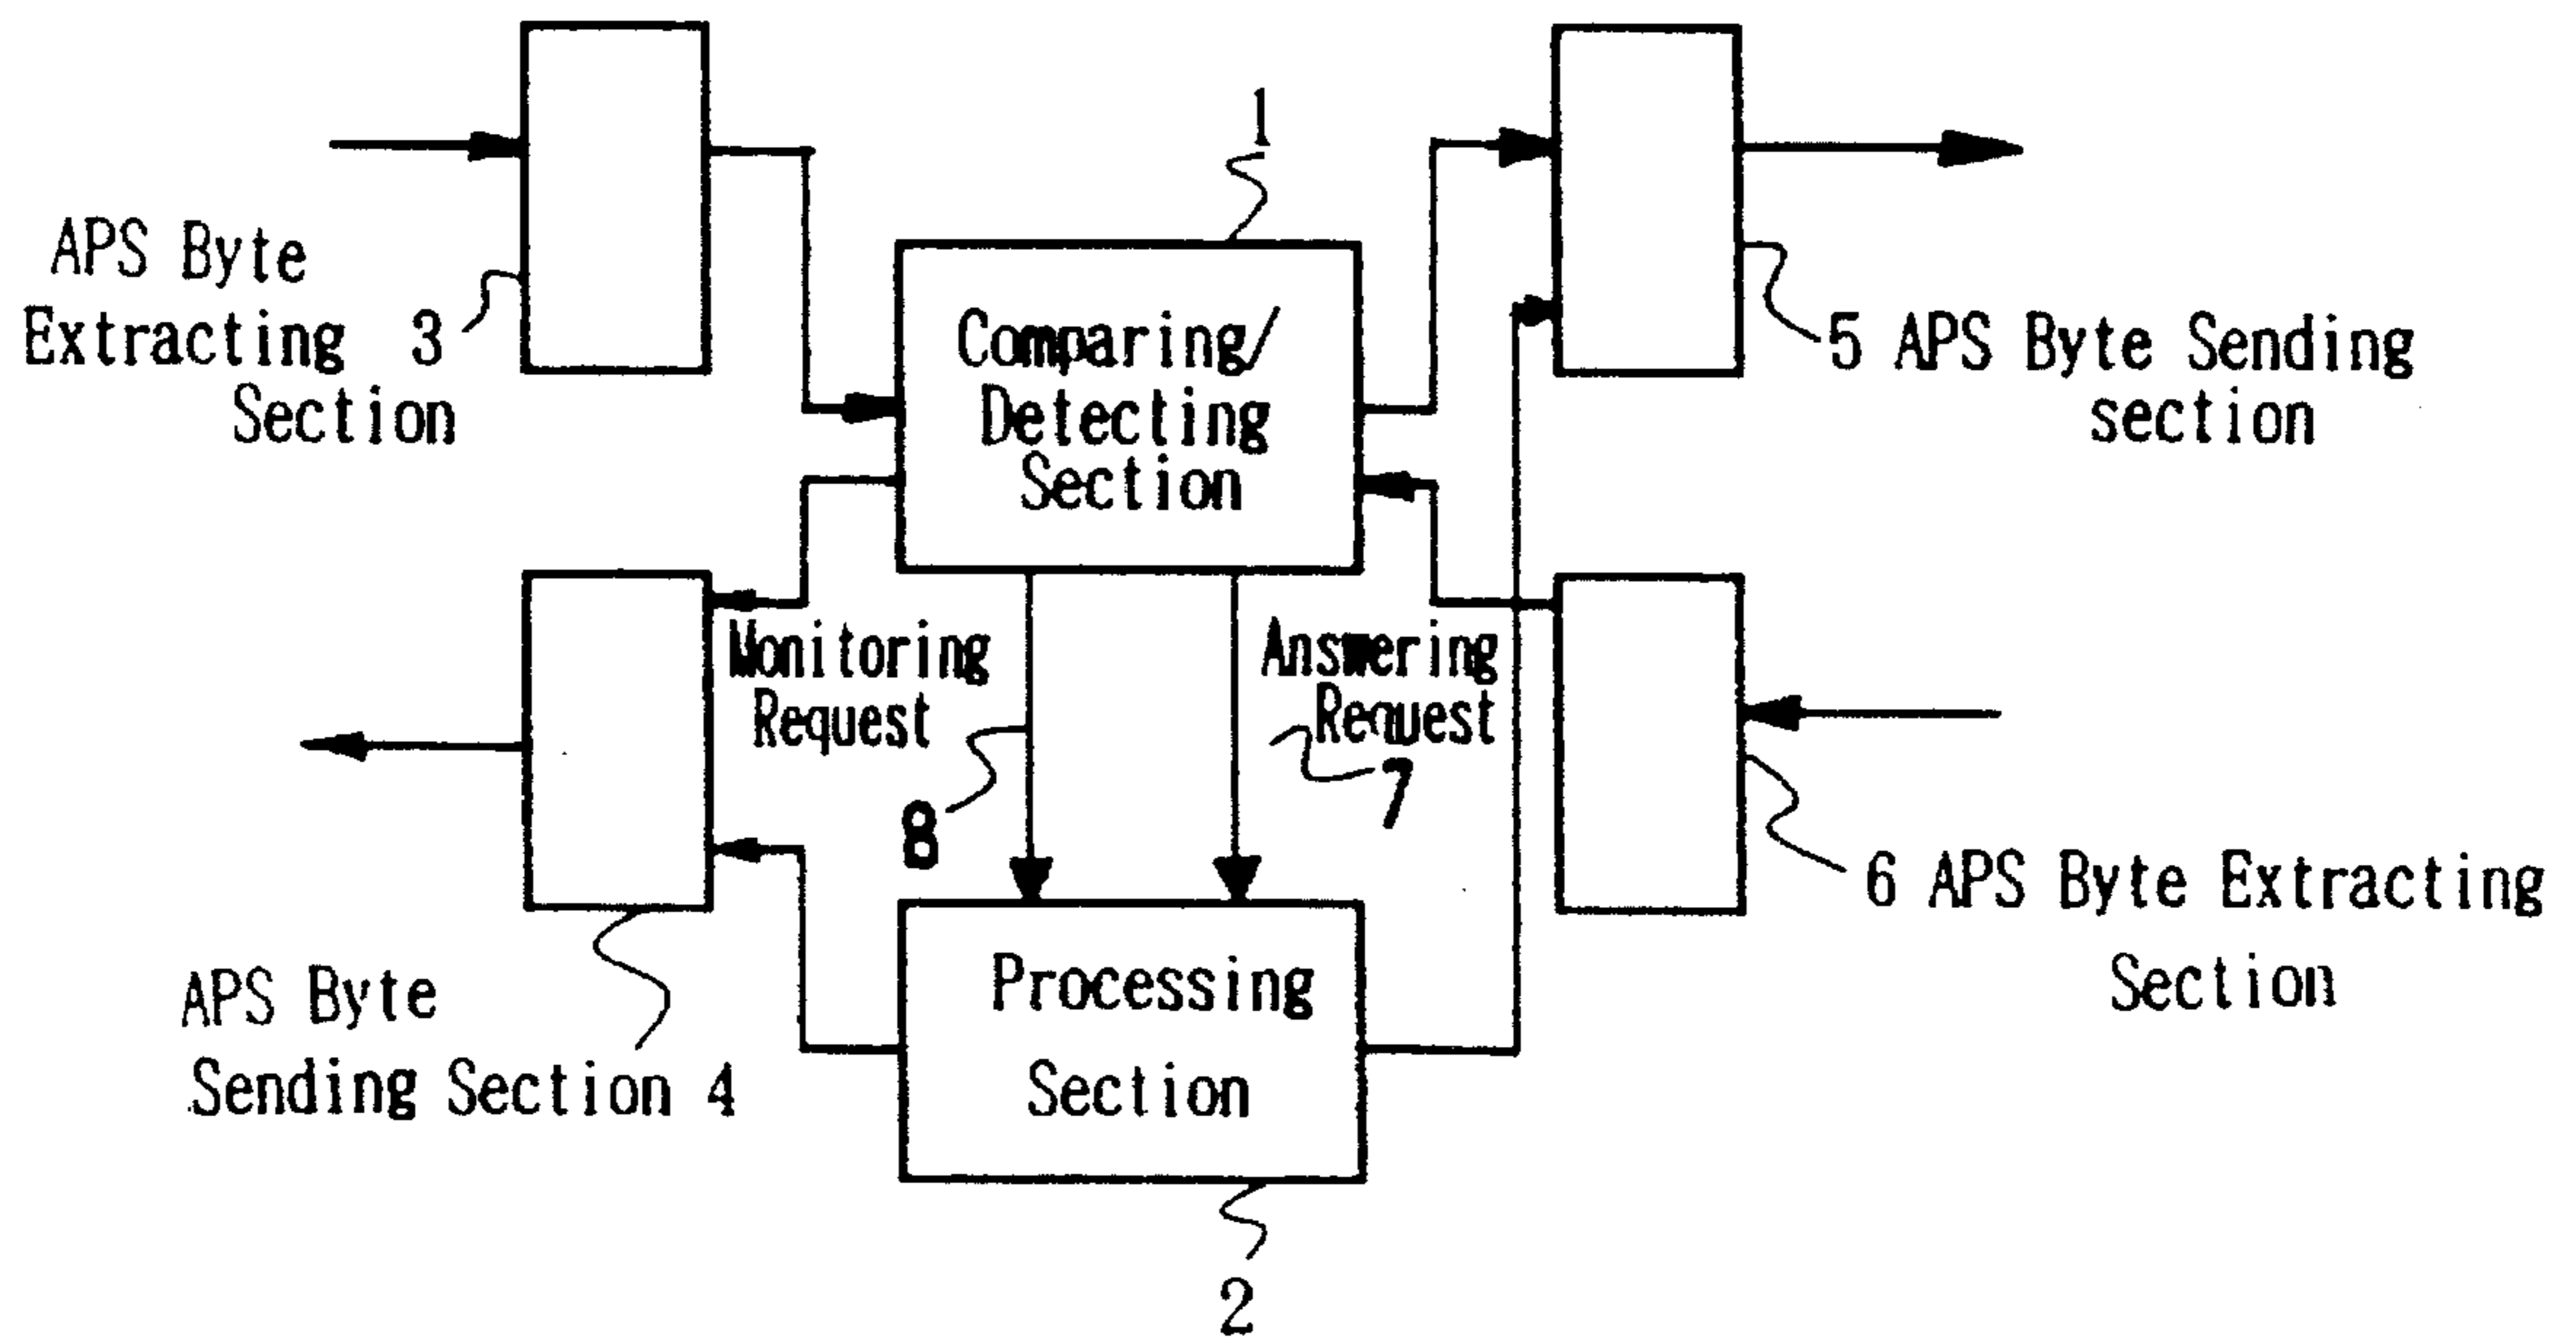 1
APS Byte
Extracting 3
Section
Comparing/
Detecting
Section
5 APS Byte Sending
section
Monitoring
Request
Answering
Request
8
7
6 APS Byte Extracting
Section
APS Byte
Sending Section 4
Processing
Section
2